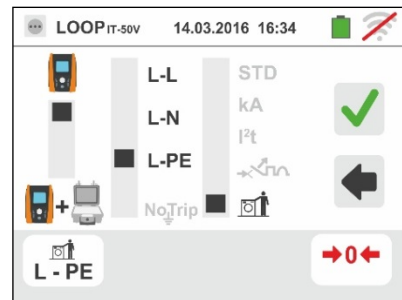 LOOP IT-50V 14.03.2016 16:34
L-L STD
L-N kA
I²t
L-PE
NoTrip
L - PE
→0←